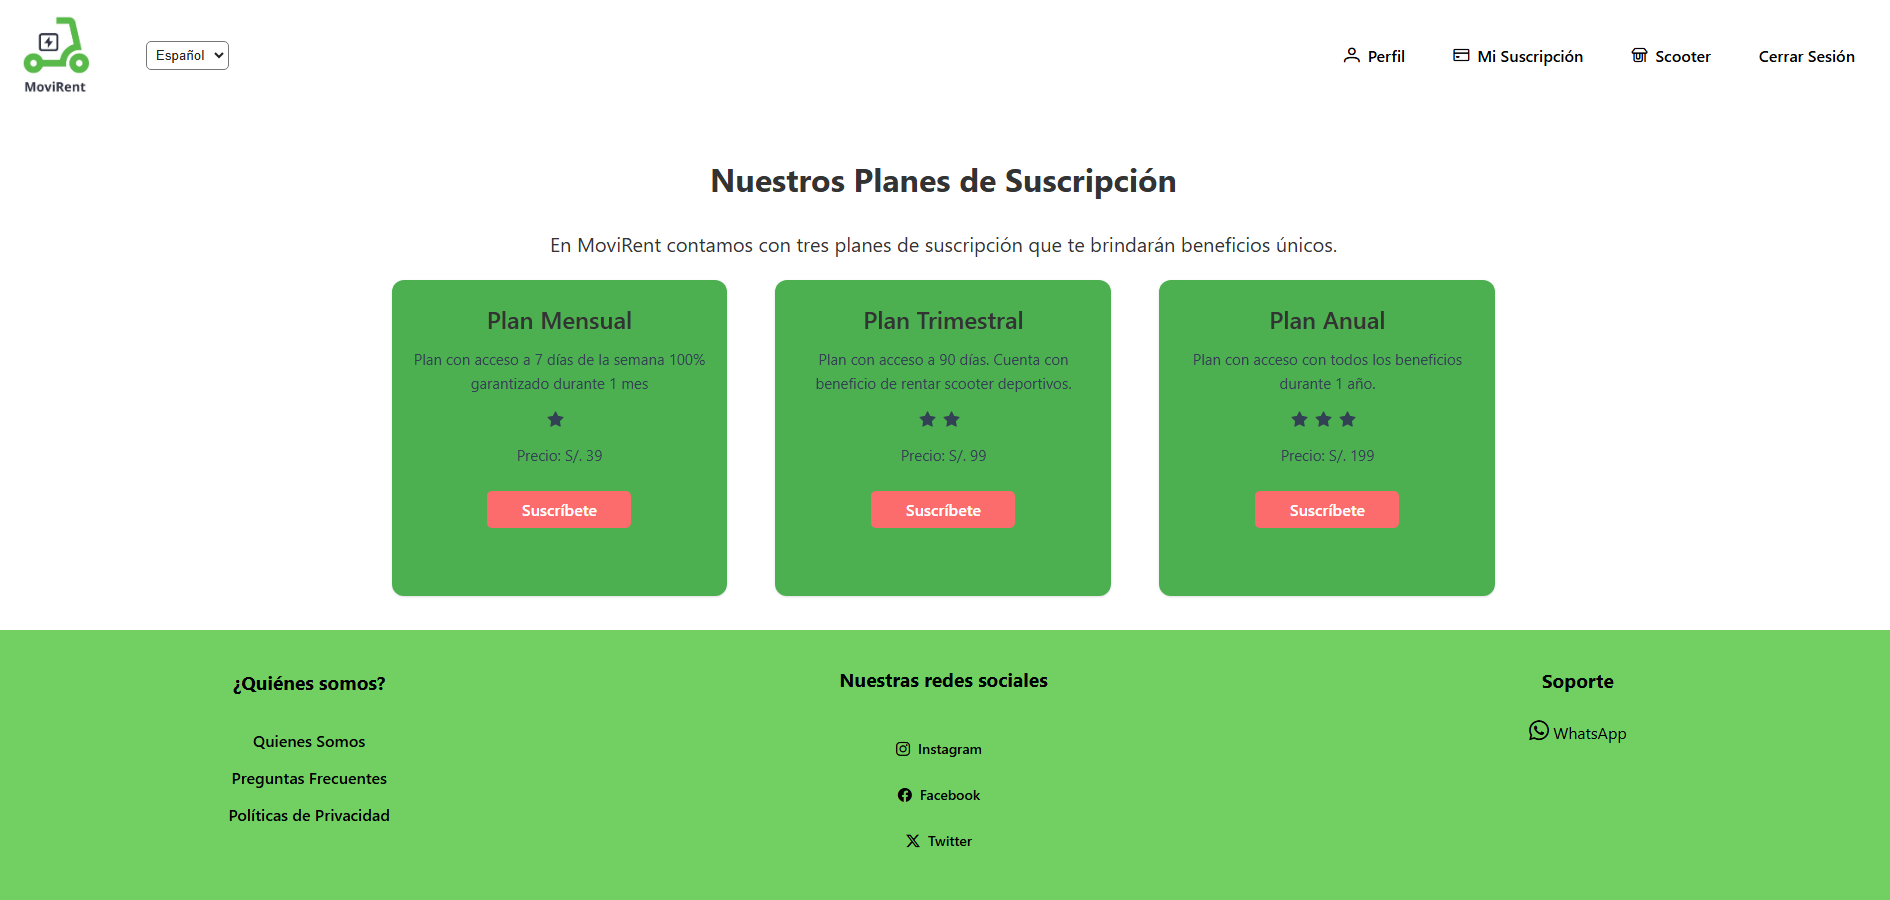 MoviRent
Español
Perfil
Mi Suscripción
Scooter
Cerrar Sesión
Nuestros Planes de Suscripción
En MoviRent contamos con tres planes de suscripción que te brindarán beneficios únicos.
Plan Mensual
Plan con acceso a 7 días de la semana 100%
garantizado durante 1 mes
Precio: S/. 39
Suscríbete
Plan Trimestral
Plan con acceso a 90 días. Cuenta con
beneficio de rentar scooter deportivos.
Precio: S/. 99
Suscríbete
Plan Anual
Plan con acceso con todos los beneficios
durante 1 año.
Precio: S/. 199
Suscríbete
¿Quiénes somos?
Quienes Somos
Preguntas Frecuentes
Políticas de Privacidad
Nuestras redes sociales
Instagram
Facebook
Twitter
Soporte
WhatsApp